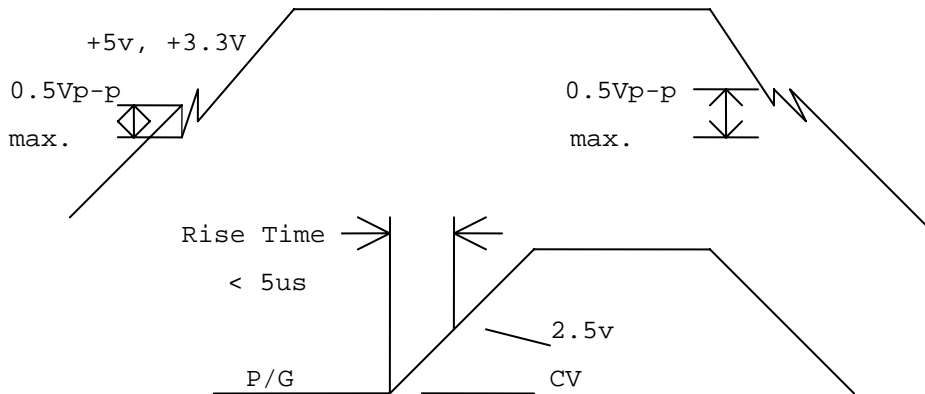 +5v, +3.3V
0.5Vp-p
max.
0.5Vp-p
max.
Rise Time
< 5us
2.5v
P/G
CV